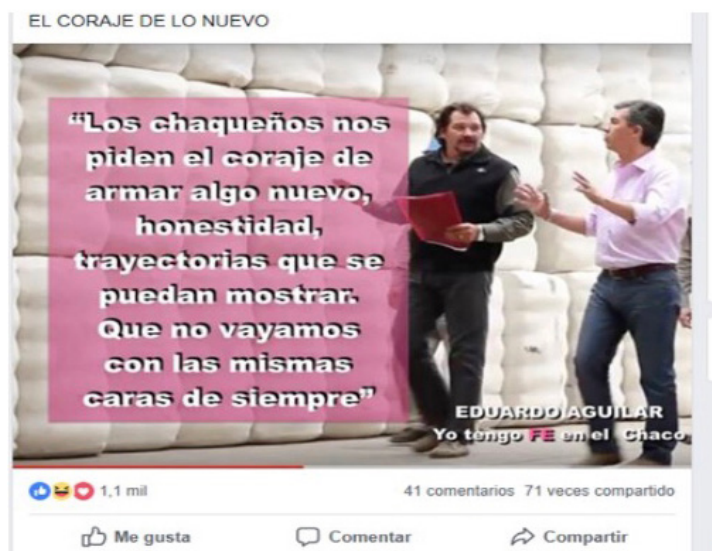 EL CORAJE DE LO NUEVO
“Los chaqueños nos
piden el coraje de
armar algo nuevo,
honestidad,
trayectorias que se
puedan mostrar.
Que no vayamos
con las mismas
caras de siempre”
EDUARDO AGUILAR
Yo tengo FE en el Chaco
1,1 mil
41 comentarios 71 veces compartido
Me gusta
Comentar
Compartir